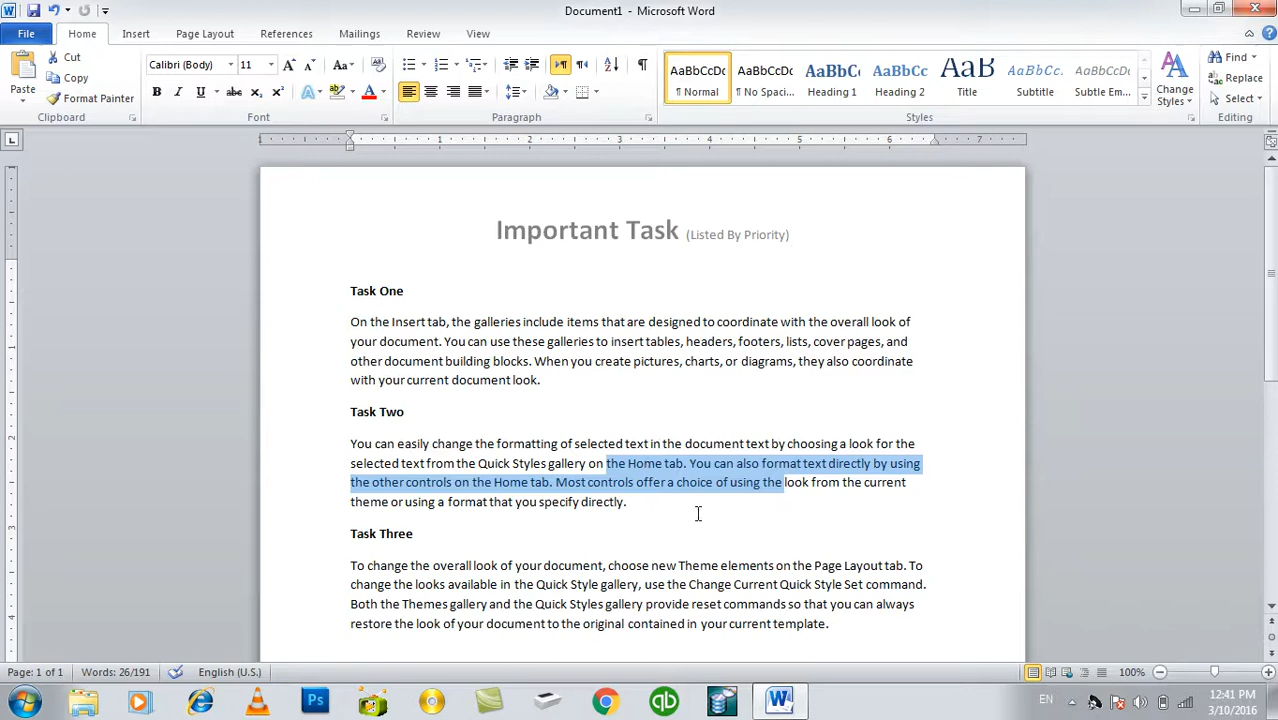 Document1 - Microsoft Word
File Home Insert Page Layout References Mailings Review View
Paste Cut Calibri (Body) 11 AaBbCcDc AaBbCcDc AaBbC AaBbCc AaB AaBbCc. AaBbCcDc Find
Copy Replace
Format Painter ¶ Normal ¶ No Spaci... Heading 1 Heading 2 Title Subtitle Subtle Em... Change Styles Select
Clipboard Font Paragraph Styles Editing
1 1 2 3 4 5 6 7
Important Task (Listed By Priority)
Task One
On the Insert tab, the galleries include items that are designed to coordinate with the overall look of
your document. You can use these galleries to insert tables, headers, footers, lists, cover pages, and
other document building blocks. When you create pictures, charts, or diagrams, they also coordinate
with your current document look.
Task Two
You can easily change the formatting of selected text in the document text by choosing a look for the
selected text from the Quick Styles gallery on the Home tab. You can also format text directly by using
the other controls on the Home tab. Most controls offer a choice of using the look from the current
theme or using a format that you specify directly.
Task Three
To change the overall look of your document, choose new Theme elements on the Page Layout tab. To
change the looks available in the Quick Style gallery, use the Change Current Quick Style Set command.
Both the Themes gallery and the Quick Styles gallery provide reset commands so that you can always
restore the look of your document to the original contained in your current template.
Page: 1 of 1 Words: 26/191 English (U.S.) 100%
EN 12:41 PM
3/10/2016